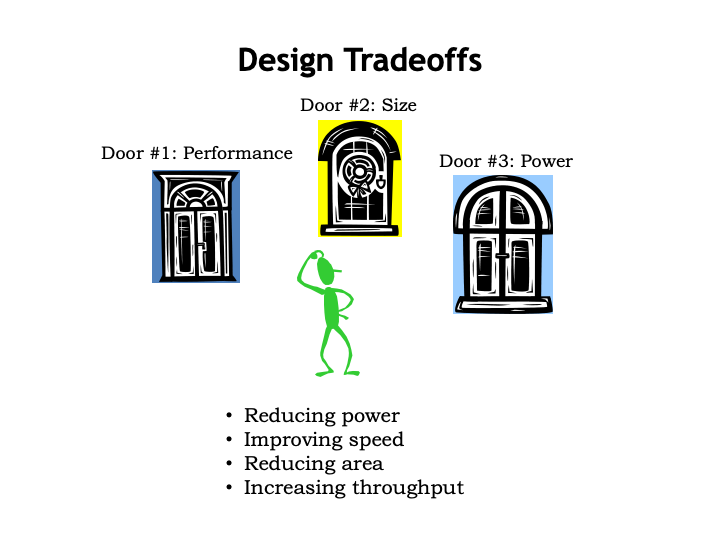 Design Tradeoffs
Door #2: Size
Door #1: Performance
Door #3: Power
• Reducing power
• Improving speed
• Reducing area
• Increasing throughput